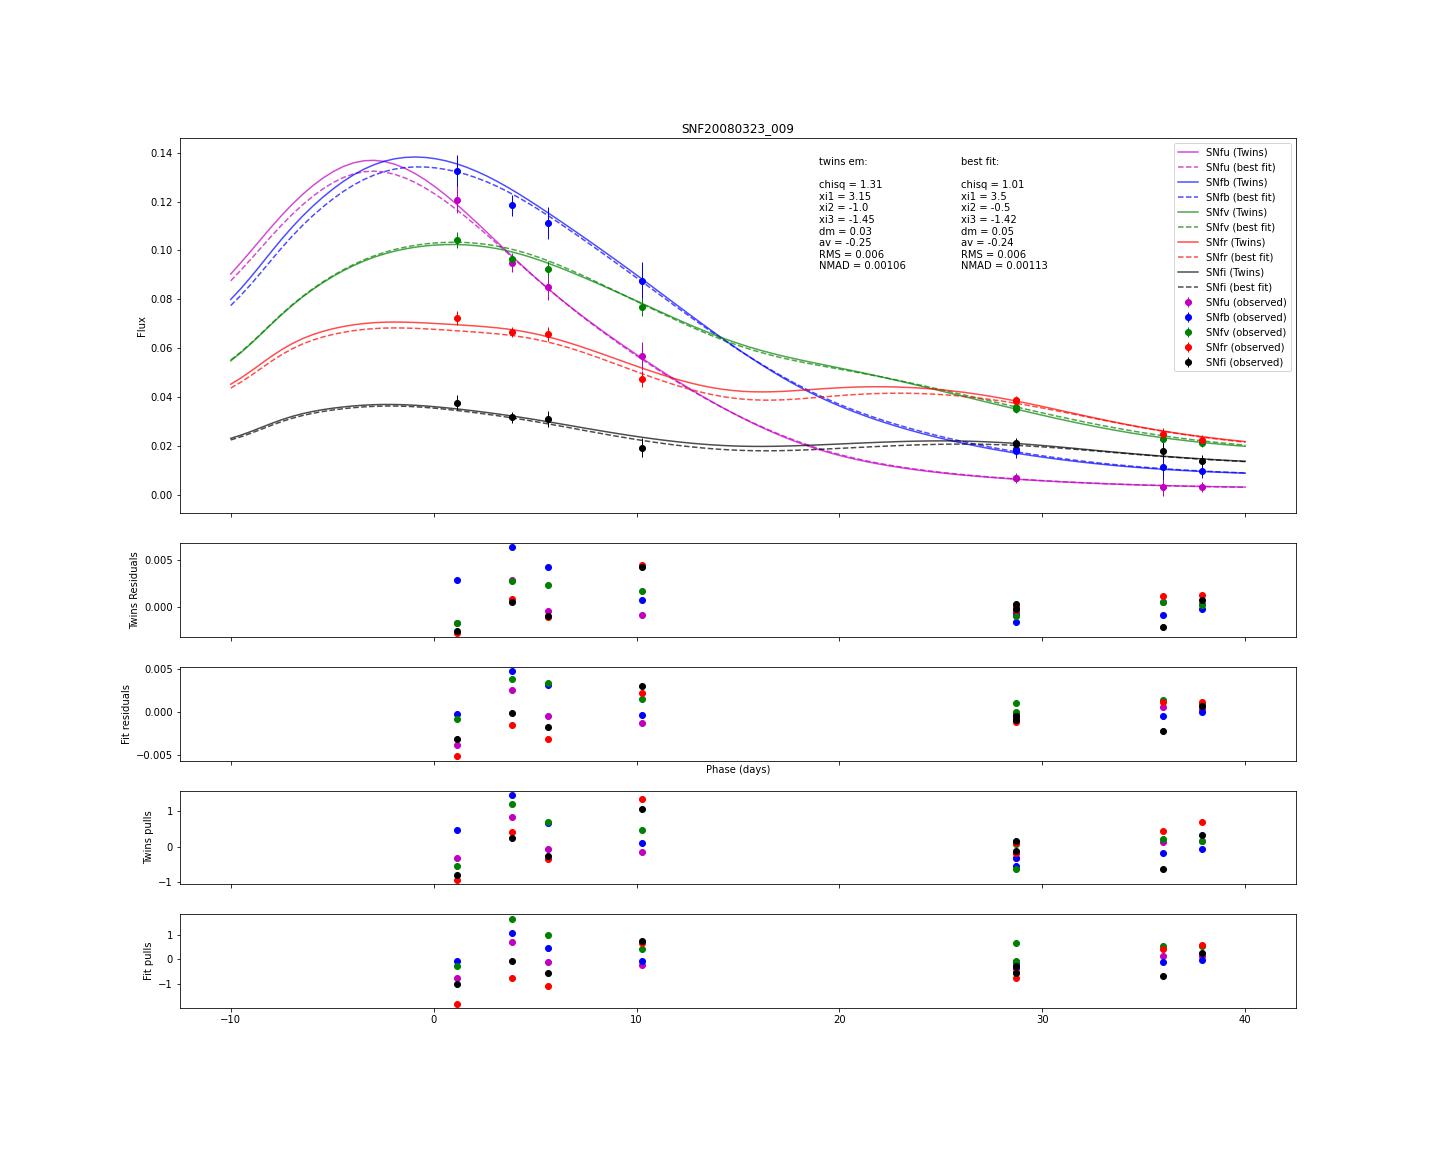 SNF20080323_009
Flux
0.14
0.12
0.10
0.08
0.06
0.04
0.02
0.00
twins em:
chisq = 1.31
xi1 = 3.15
xi2 = -1.0
xi3 = -1.45
dm = 0.03
av = -0.25
RMS = 0.006
NMAD = 0.00106
best fit:
chisq = 1.01
xi1 = 3.5
xi2 = -0.5
xi3 = -1.42
dm = 0.05
av = -0.24
RMS = 0.006
NMAD = 0.00113
SNfu (Twins)
SNfu (best fit)
SNfb (Twins)
SNfb (best fit)
SNfv (Twins)
SNfv (best fit)
SNfr (Twins)
SNfr (best fit)
SNfi (Twins)
SNfi (best fit)
SNfu (observed)
SNfb (observed)
SNfv (observed)
SNfr (observed)
SNfi (observed)
Twins Residuals
0.005
0.000
Fit residuals
0.005
0.000
−0.005
Phase (days)
Twins pulls
1
0
−1
Fit pulls
1
0
−1
−10 0 10 20 30 40